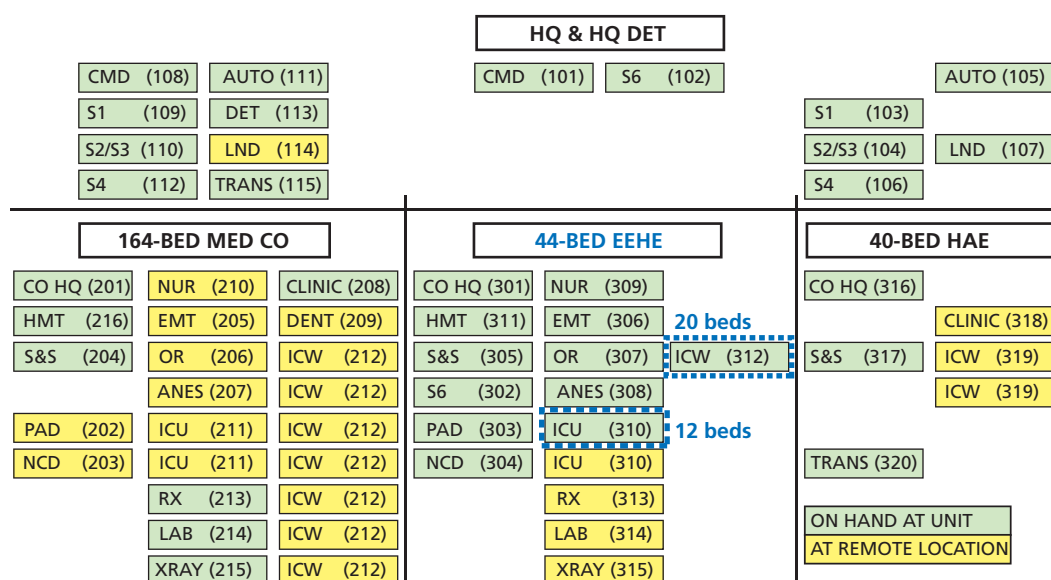 HQ & HQ DET
CMD (108) AUTO (111) CMD (101) S6 (102) AUTO (105)
S1 (109) DET (113) S1 (103)
S2/S3 (110) LND (114) S2/S3 (104) LND (107)
S4 (112) TRANS (115) S4 (106)
164-BED MED CO 44-BED EEHE 40-BED HAE
CO HQ (201) NUR (210) CLINIC (208) CO HQ (301) NUR (309) CO HQ (316)
HMT (216) EMT (205) DENT (209) HMT (311) EMT (306) 20 beds CLINIC (318)
S&S (204) OR (206) ICW (212) S&S (305) OR (307) ICW (312) S&S (317) ICW (319)
ANES (207) ICW (212) S6 (302) ANES (308) ICW (319)
PAD (202) ICU (211) ICW (212) PAD (303) ICU (310) 12 beds
NCD (203) ICU (211) ICW (212) NCD (304) ICU (310) TRANS (320)
RX (213) ICW (212) RX (313)
ON HAND AT UNIT
LAB (214) ICW (212) LAB (314)
AT REMOTE LOCATION
XRAY (215) ICW (212) XRAY (315)